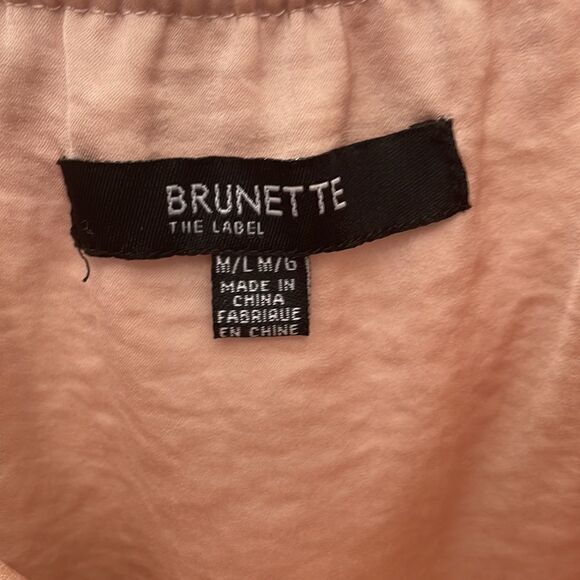 BRUNETTE
THE LABEL
M/L M/G
MADE IN
CHINA
FABRIQUE
EN CHINE